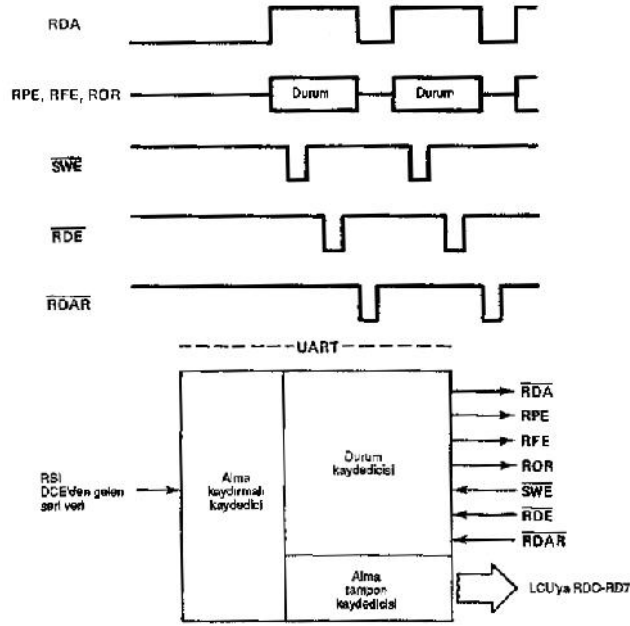 RDA
RPE, RFE, ROR
Durum
Durum
SWE
RDE
RDAR
UART
RSI
DCE'den gelen
seri veri
Alma
kaydırmalı
kaydedici
Durum
kaydedicisi
Alma
tampon
kaydedicisi
RDA
RPE
RFE
ROR
SWE
RDE
RDAR
LCU'ya RDO-RD7